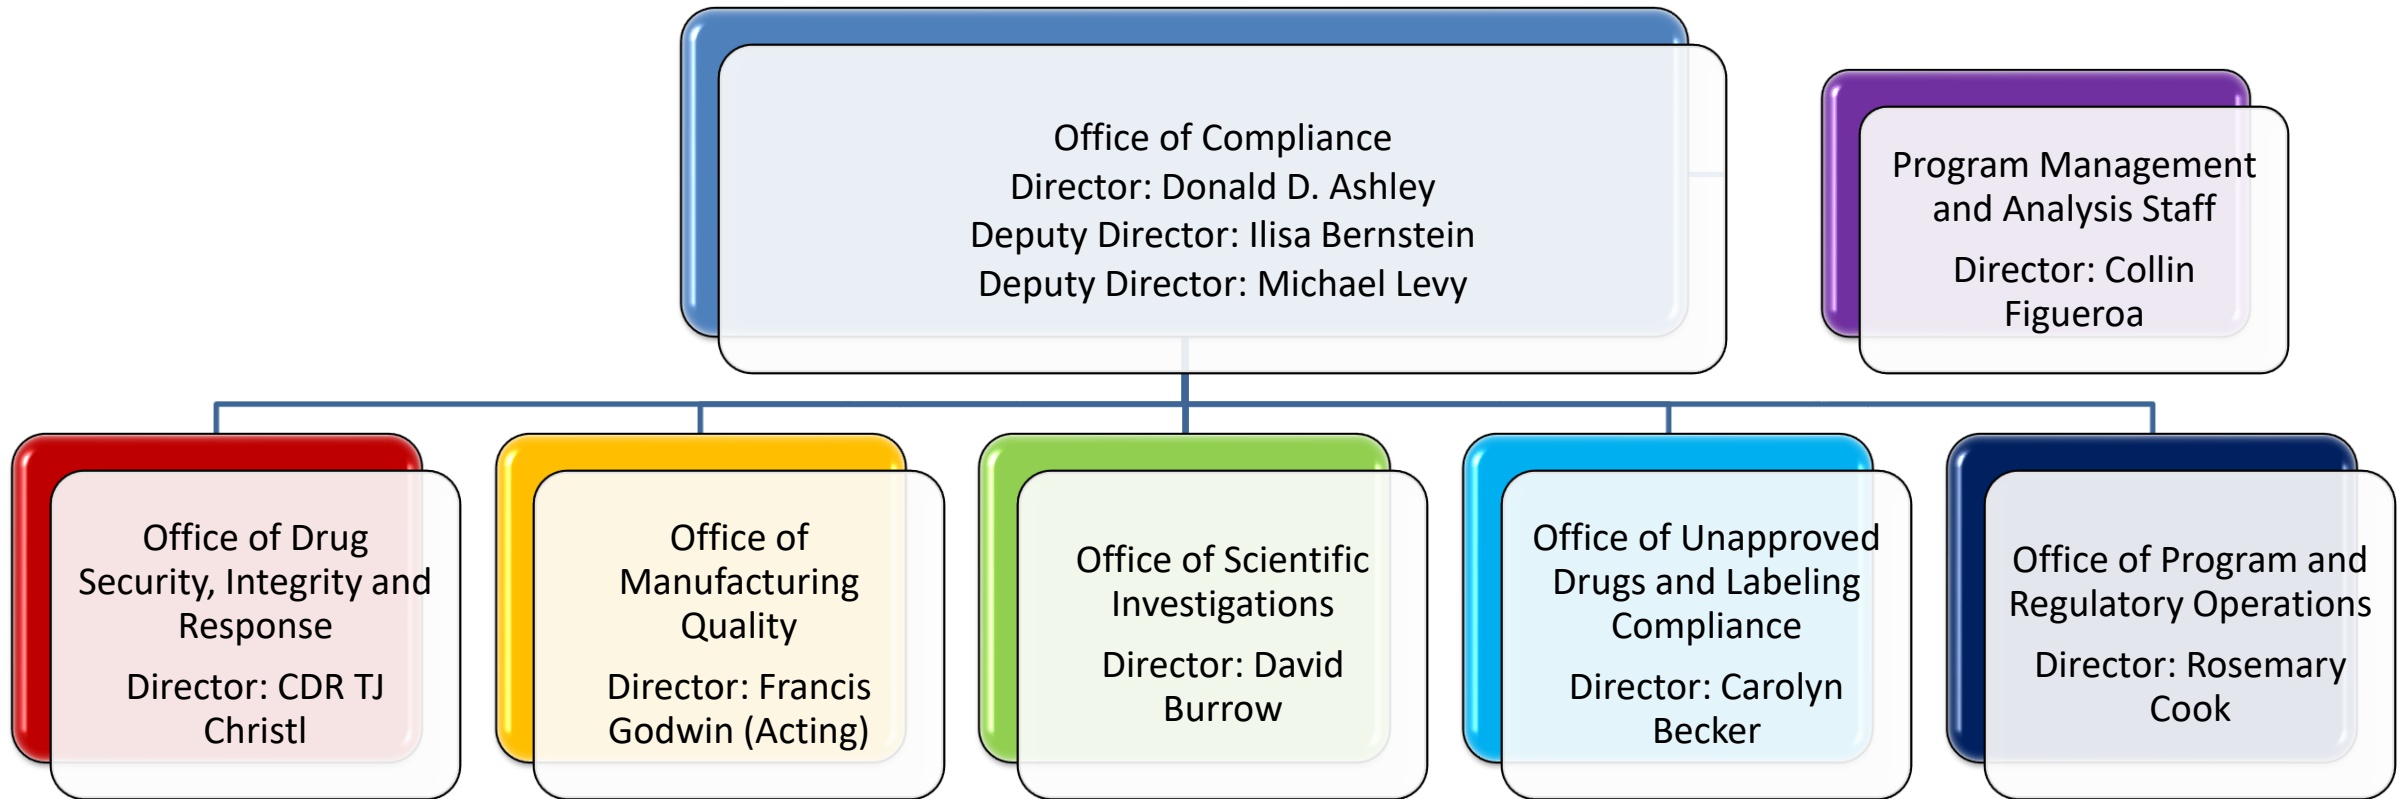 Office of Compliance
Director: Donald D. Ashley
Deputy Director: Ilisa Bernstein
Deputy Director: Michael Levy
Program Management
and Analysis Staff
Director: Collin
Figueroa
Office of Drug
Security, Integrity and
Response
Director: CDR TJ
Christl
Office of
Manufacturing
Quality
Director: Francis
Godwin (Acting)
Office of Scientific
Investigations
Director: David
Burrow
Office of Unapproved
Drugs and Labeling
Compliance
Director: Carolyn
Becker
Office of Program and
Regulatory Operations
Director: Rosemary
Cook